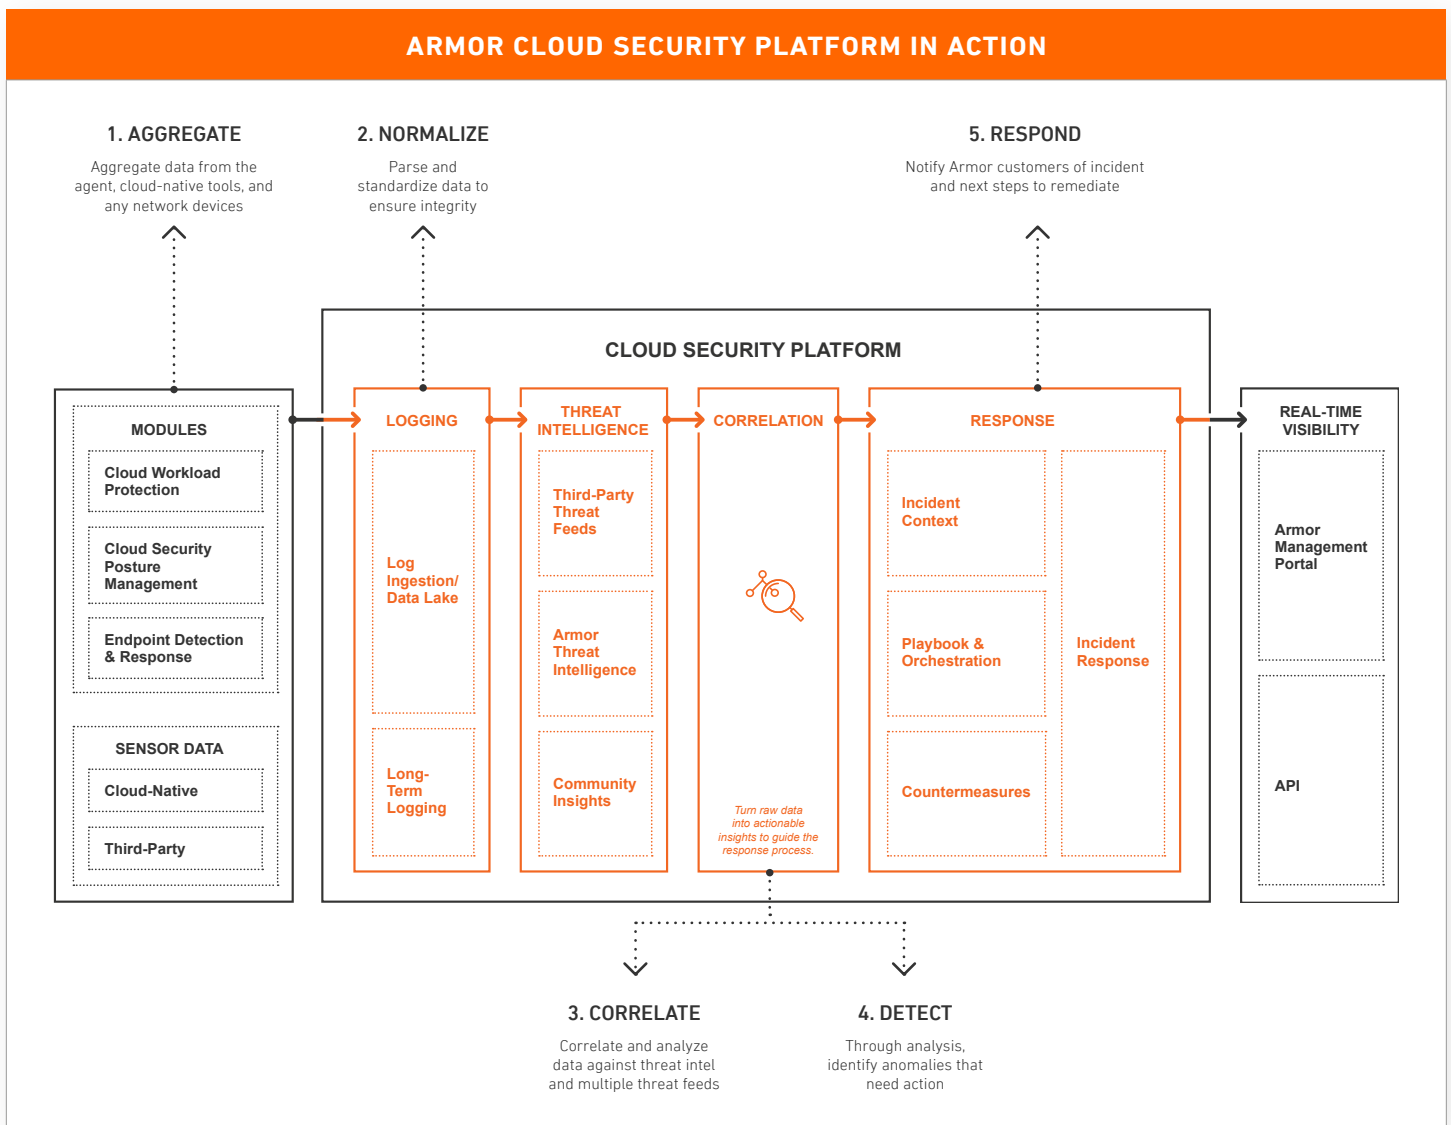 ARMOR CLOUD SECURITY PLATFORM IN ACTION
1. AGGREGATE
Aggregate data from the
agent, cloud-native tools, and
any network devices
2. NORMALIZE
Parse and
standardize data to
ensure integrity
5. RESPOND
Notify Armor customers of incident
and next steps to remediate
CLOUD SECURITY PLATFORM
MODULES
Cloud Workload
Protection
Cloud Security
Posture
Management
Endpoint Detection
& Response
SENSOR DATA
Cloud-Native
Third-Party
LOGGING
Log
Ingestion/
Data Lake
Long-
Term
Logging
THREAT
INTELLIGENCE
Third-Party
Threat
Feeds
Armor
Threat
Intelligence
Community
Insights
CORRELATION
Turn raw data
into actionable
insights to guide the
response process.
RESPONSE
Incident
Context
Playbook &
Orchestration
Countermeasures
Incident
Response
REAL-TIME
VISIBILITY
Armor
Management
Portal
API
3. CORRELATE
Correlate and analyze
data against threat intel
and multiple threat feeds
4. DETECT
Through analysis,
identify anomalies that
need action